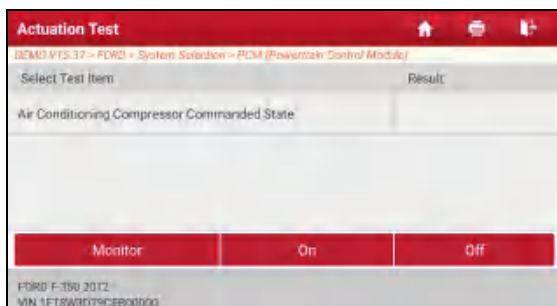 Actuation Test
DEMO V15.37 > FORD > System Selection > PCM (Powertrain Control Module)
Select Test Item Result
Air Conditioning Compressor Commanded State
Monitor On Off
FORD F-350 2012
VIN